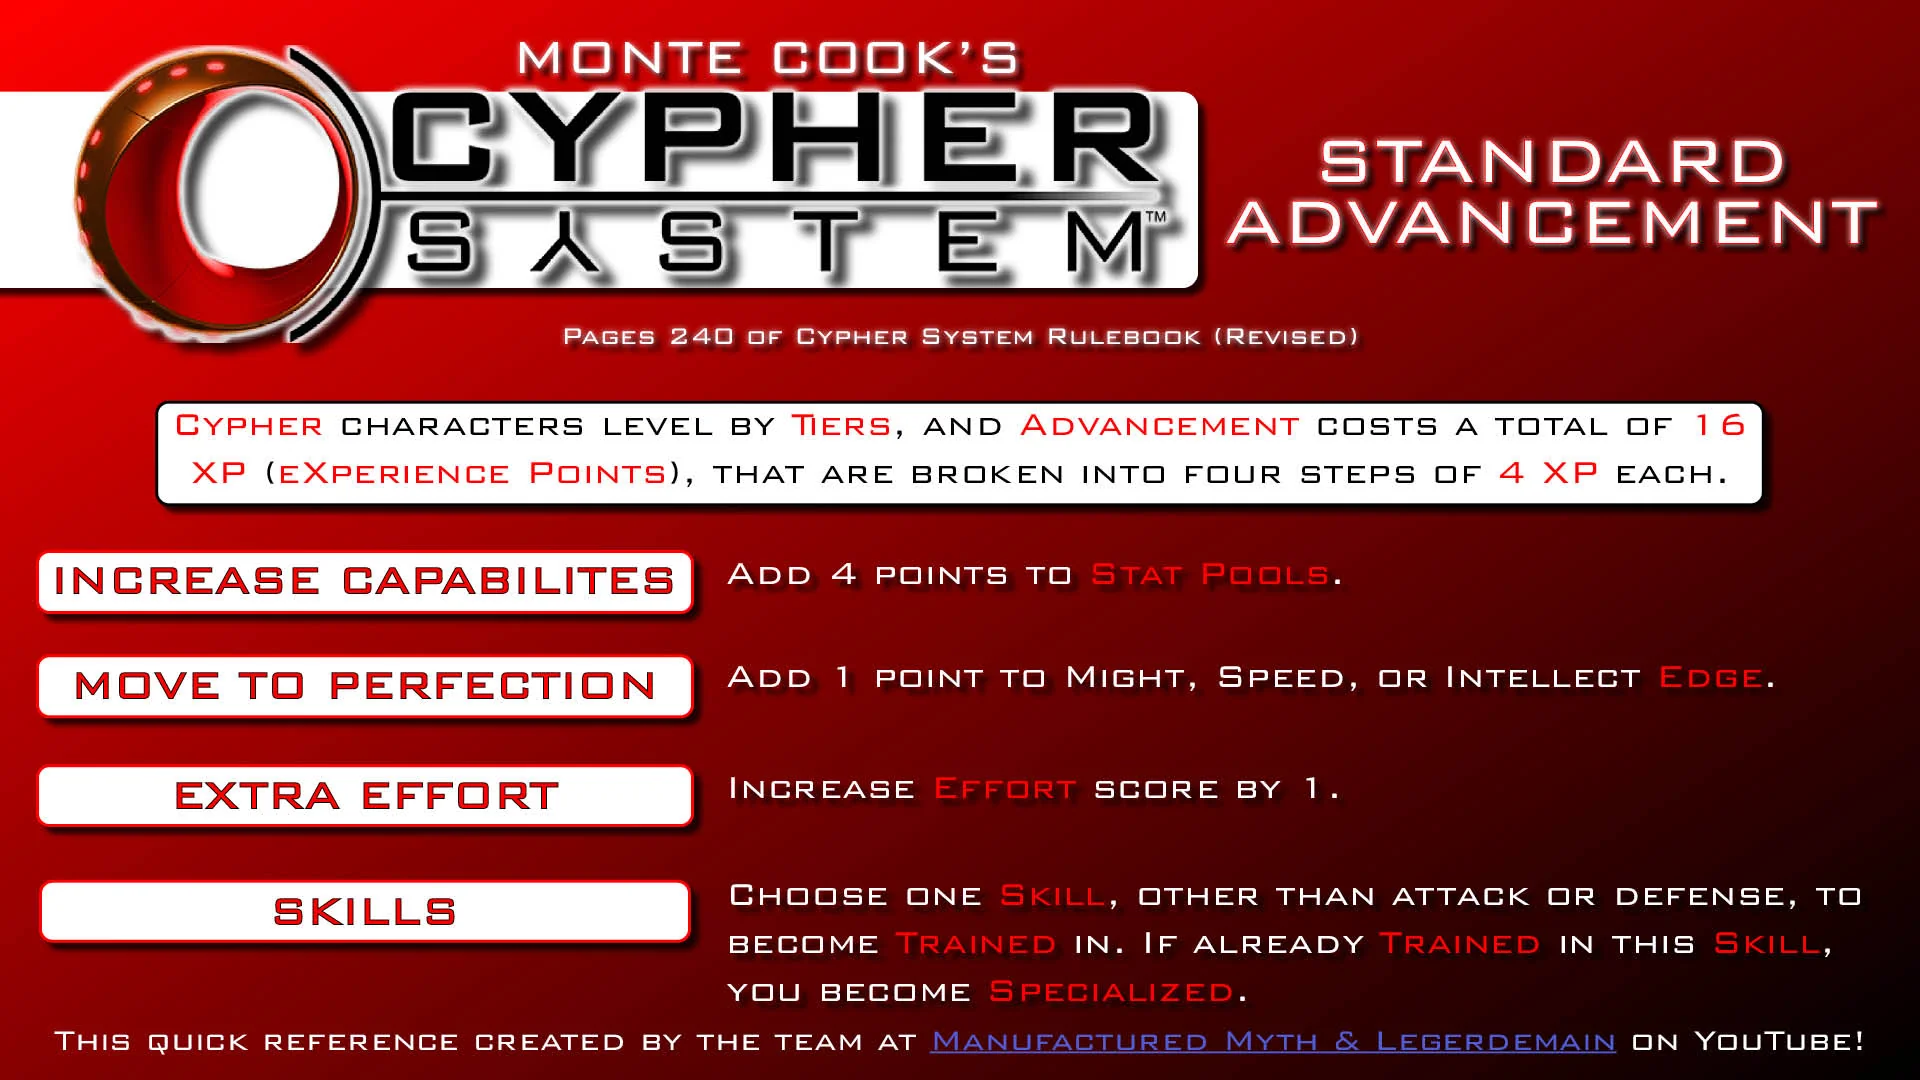 MONTE COOK'S
CYPHER
SYSTEM™
STANDARD
ADVANCEMENT
PAGES 240 OF CYPHER SYSTEM RULEBOOK (REVISED)
CYPHER CHARACTERS LEVEL BY TIERS, AND ADVANCEMENT COSTS A TOTAL OF 16
XP (EXPERIENCE POINTS), THAT ARE BROKEN INTO FOUR STEPS OF 4 XP EACH.
INCREASE CAPABILITES
ADD 4 POINTS TO STAT POOLS.
MOVE TO PERFECTION
ADD 1 POINT TO MIGHT, SPEED, OR INTELLECT EDGE.
EXTRA EFFORT
INCREASE EFFORT SCORE BY 1.
SKILLS
CHOOSE ONE SKILL, OTHER THAN ATTACK OR DEFENSE, TO
BECOME TRAINED IN. IF ALREADY TRAINED IN THIS SKILL,
YOU BECOME SPECIALIZED.
THIS QUICK REFERENCE CREATED BY THE TEAM AT MANUFACTURED MYTH & LEGERDEMAIN ON YOUTUBE!